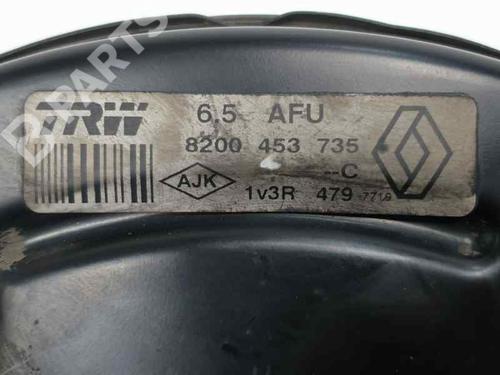 B-PARTS
TRW
6.5 AFU
8200 453 735
--C
AJK
1v3R 479